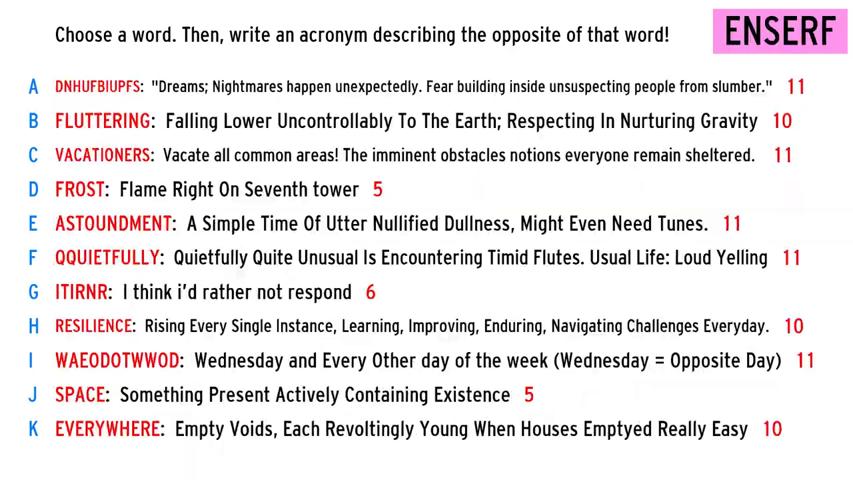 Choose a word. Then, write an acronym describing the opposite of that word!
ENSERF
A DNHUFBIUPFS: "Dreams; Nightmares happen unexpectedly. Fear building inside unsuspecting people from slumber." 11
B FLUTTERING: Falling Lower Uncontrollably To The Earth; Respecting In Nurturing Gravity 10
C VACATIONERS: Vacate all common areas! The imminent obstacles notions everyone remain sheltered. 11
D FROST: Flame Right On Seventh tower 5
E ASTOUNDMENT: A Simple Time Of Utter Nullified Dullness, Might Even Need Tunes. 11
F QQUIETFULLY: Quietfully Quite Unusual Is Encountering Timid Flutes. Usual Life: Loud Yelling 11
G ITIRNR: I think i'd rather not respond 6
H RESILIENCE: Rising Every Single Instance, Learning, Improving, Enduring, Navigating Challenges Everyday. 10
I WAEODOTWWOD: Wednesday and Every Other day of the week (Wednesday = Opposite Day) 11
J SPACE: Something Present Actively Containing Existence 5
K EVERYWHERE: Empty Voids, Each Revoltingly Young When Houses Emptyed Really Easy 10